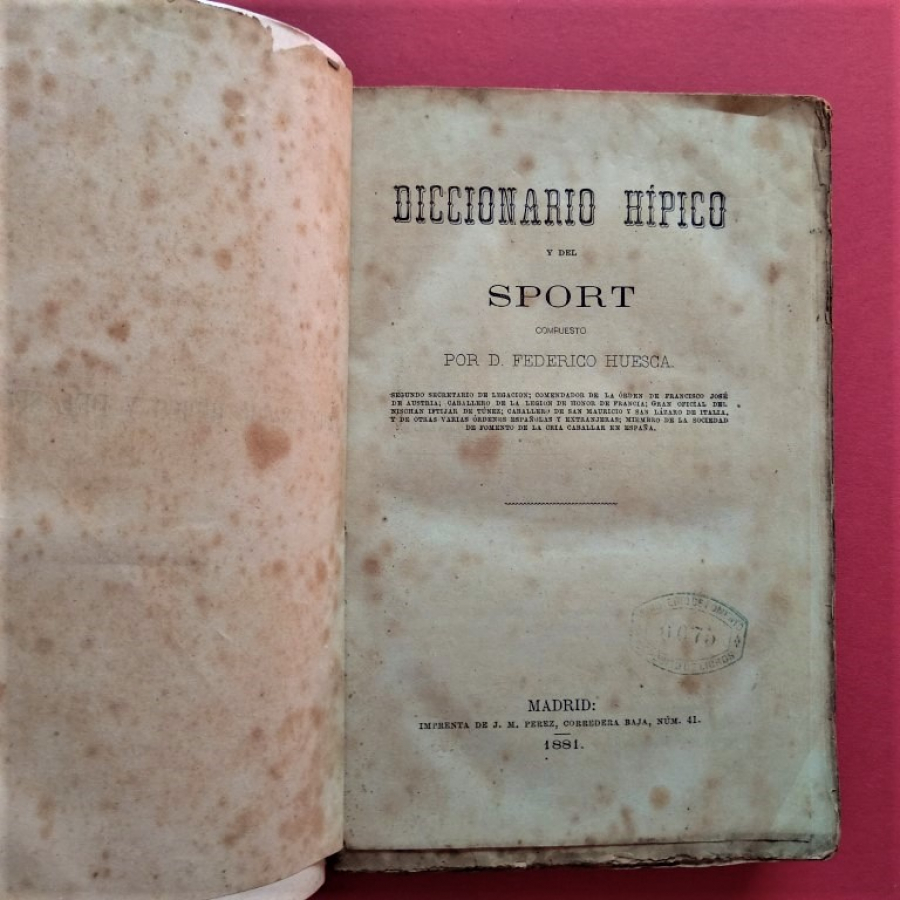 DICCIONARIO HÍPICO
Y DEL
SPORT
COMPUESTO
POR D. FEDERICO HUESCA.
SEGUNDO SECRETARIO DE LEGACION; COMENDADOR DE LA ÓRDEN DE FRANCISCO JOSÉ
DE AUSTRIA; CABALLERO DE LA LEGION DE HONOR DE FRANCIA; GRAN OFICIAL DEL
NISCHAN IFTIJAR DE TÚNEZ; CABALLERO DE SAN MAURICIO Y SAN LÁZARO DE ITALIA,
Y DE OTRAS VARIAS ÓRDENES ESPAÑOLAS Y EXTRANJERAS; MIEMBRO DE LA SOCIEDAD
DE FOMENTO DE LA CRIA CABALLAR EN ESPAÑA.
MADRID:
IMPRENTA DE J. M. PEREZ, CORREDERA BAJA, NÚM. 41.
1881.